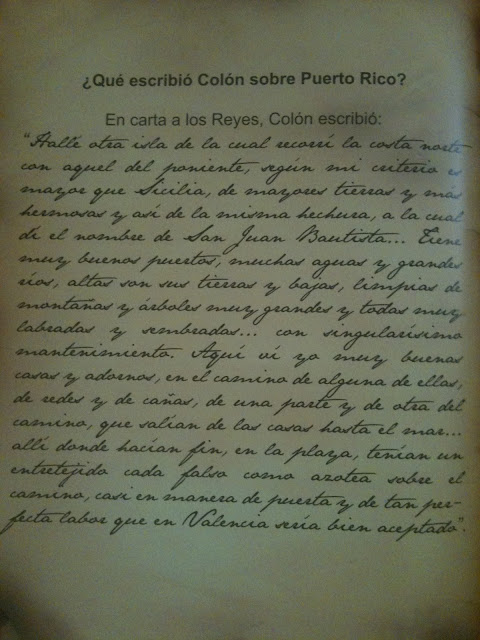 ¿Qué escribió Colón sobre Puerto Rico?
En carta a los Reyes, Colón escribió:
"Hallé otra isla de la cual recorrí la costa norte
con aquel del poniente, según mi criterio es
mayor que Sicilia, de mayores tierras y más
hermosas y así de la misma hechura, a la cual
di el nombre de San Juan Bautista... Tiene
muy buenos puertos, muchas aguas y grandes
ríos, altas son sus tierras y bajas, limpias de
montañas y árboles muy grandes y todas muy
labradas y sembradas... con singularísimo
mantenimiento. Aquí vi yo muy buenas
casas y adornos, en el camino de alguna de ellas,
de redes y de cañas, de una parte y de otra del
camino, que salían de las casas hasta el mar...
allí donde hacían fin, en la playa, tenían un
entretejido cada falso como azotea sobre el
camino, casi en manera de puerta y de tan per-
fecta labor que en Valencia sería bien aceptado".